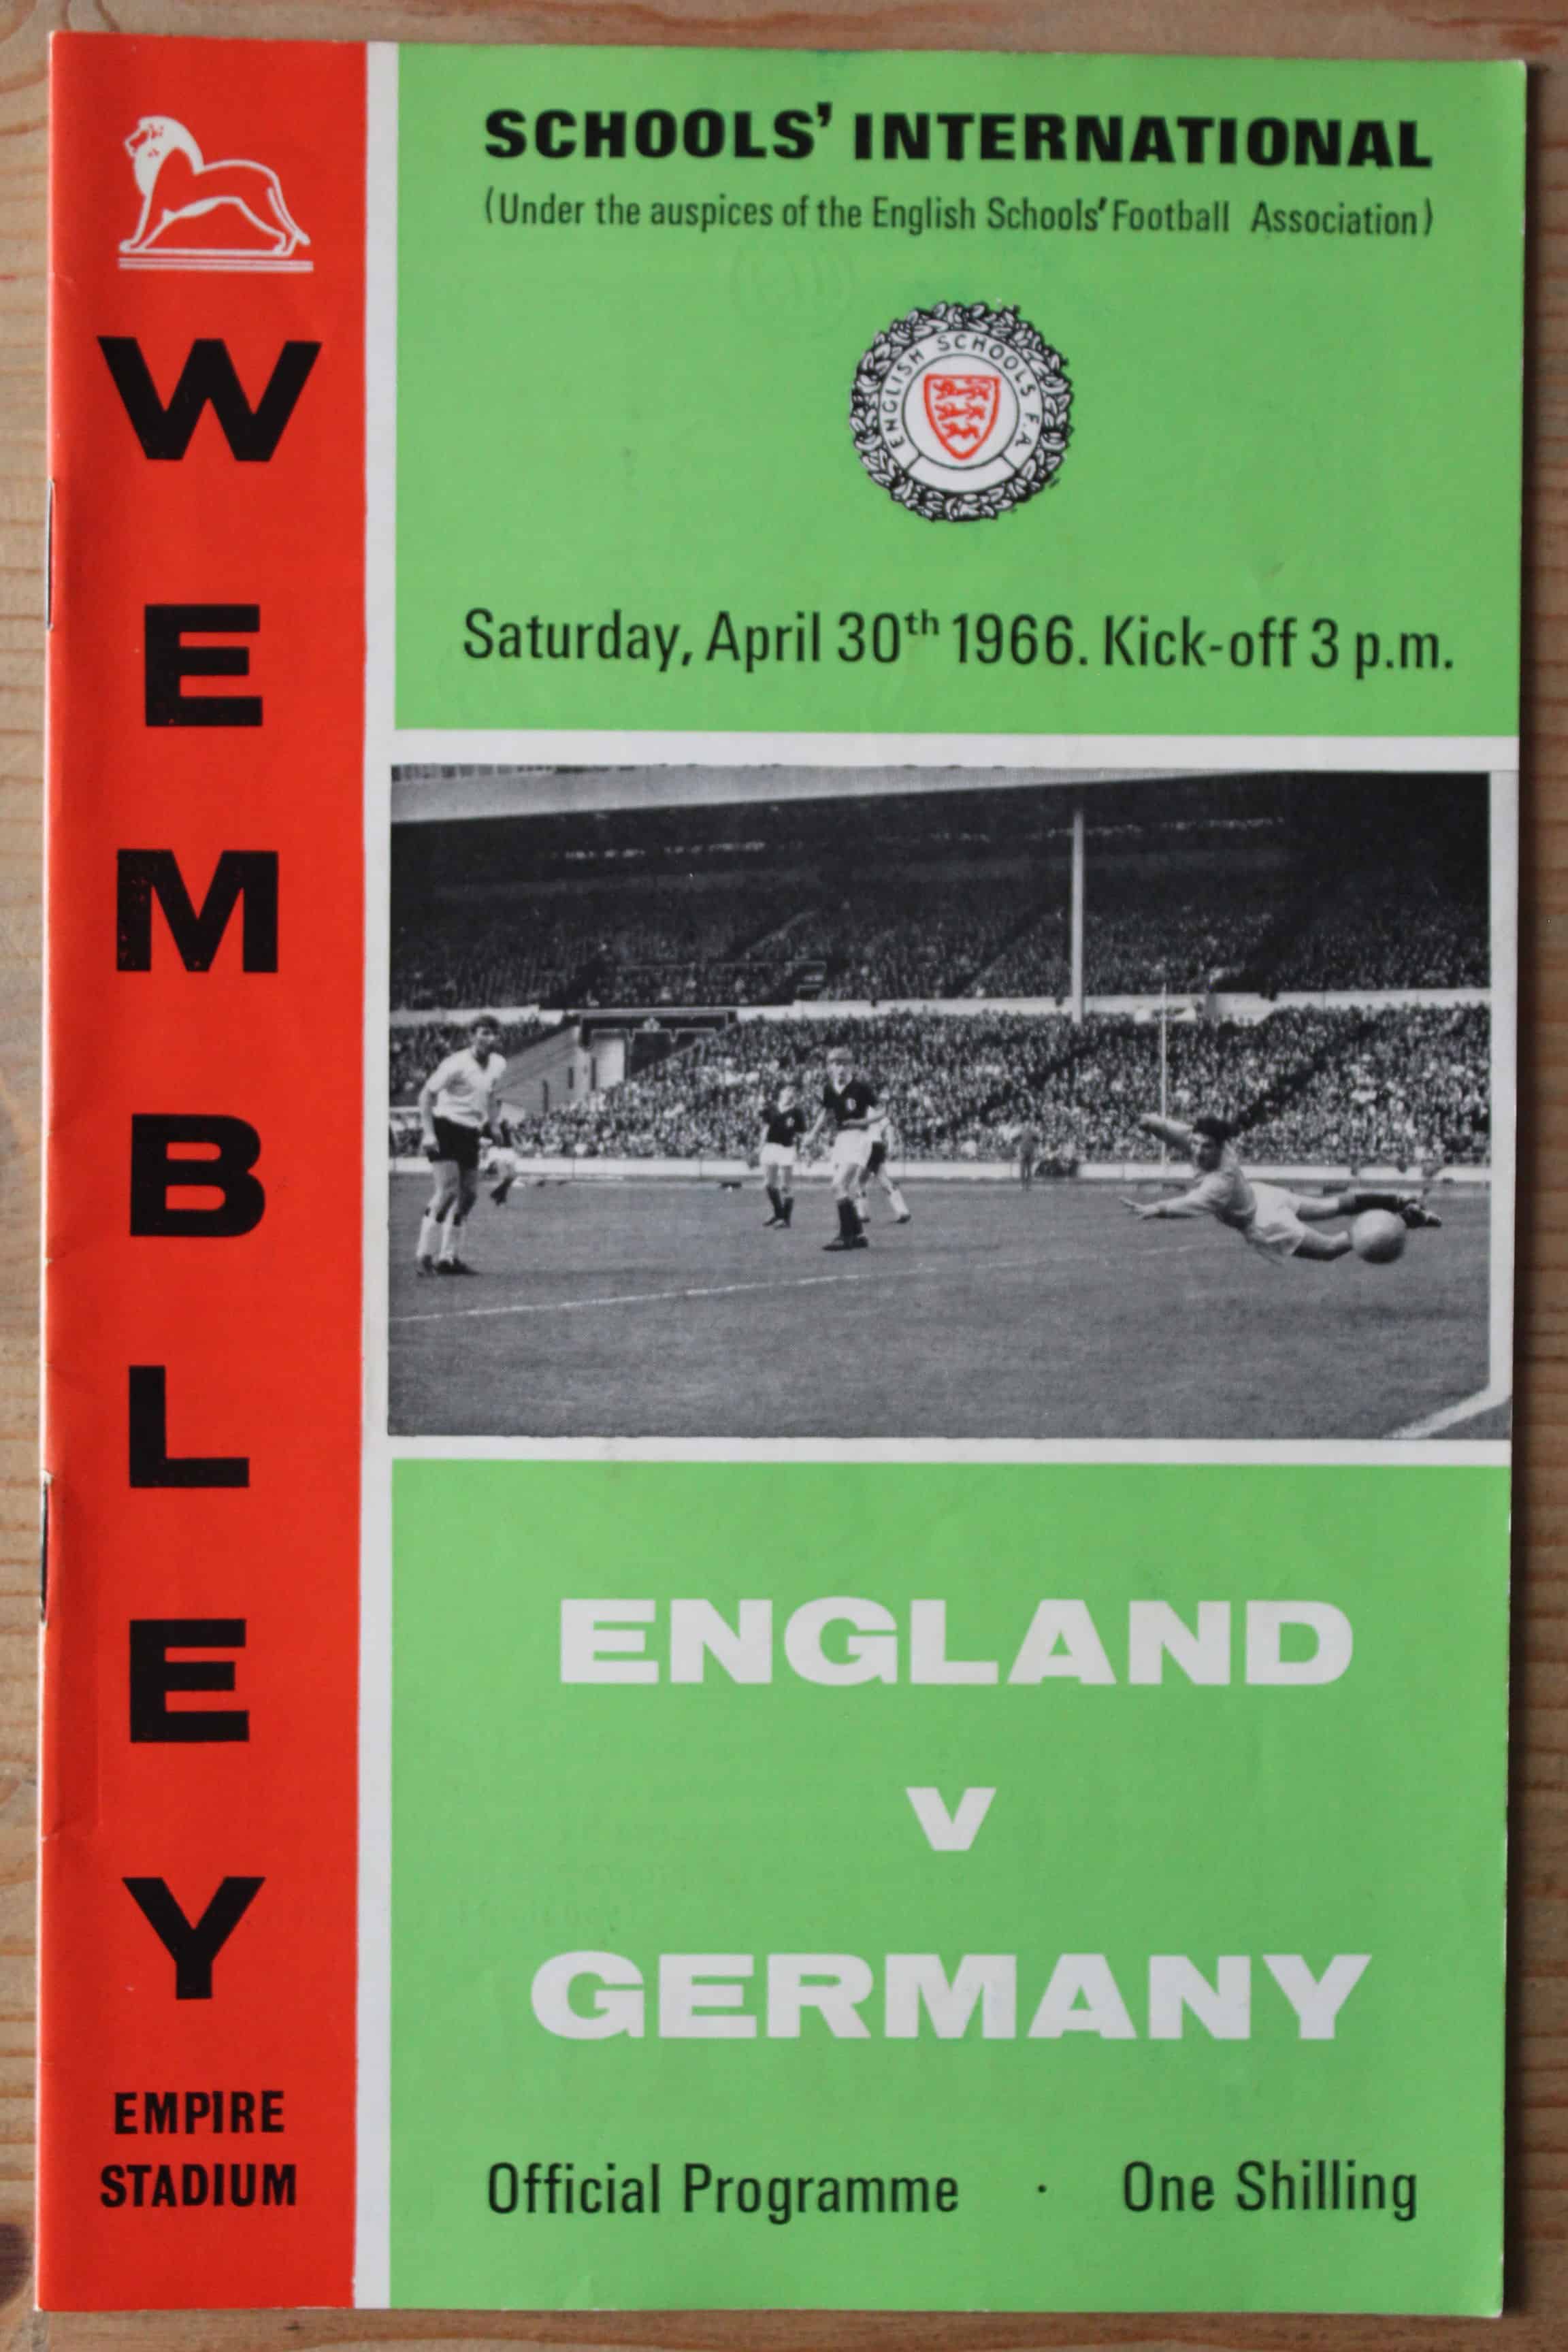 WEMBLEY
EMPIRE
STADIUM
SCHOOLS' INTERNATIONAL
(Under the auspices of the English Schools' Football Association)
ENGLISH SCHOOLS F.A.
Saturday, April 30th 1966. Kick-off 3 p.m.
ENGLAND
v
GERMANY
Official Programme · One Shilling